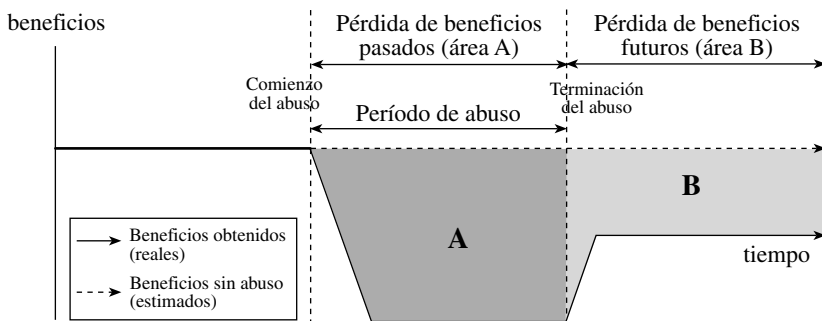 beneficios
Pérdida de beneficios
pasados (área A)
Pérdida de beneficios
futuros (área B)
Comienzo
del abuso
Terminación
del abuso
Período de abuso
A
B
tiempo
Beneficios obtenidos
(reales)
Beneficios sin abuso
(estimados)